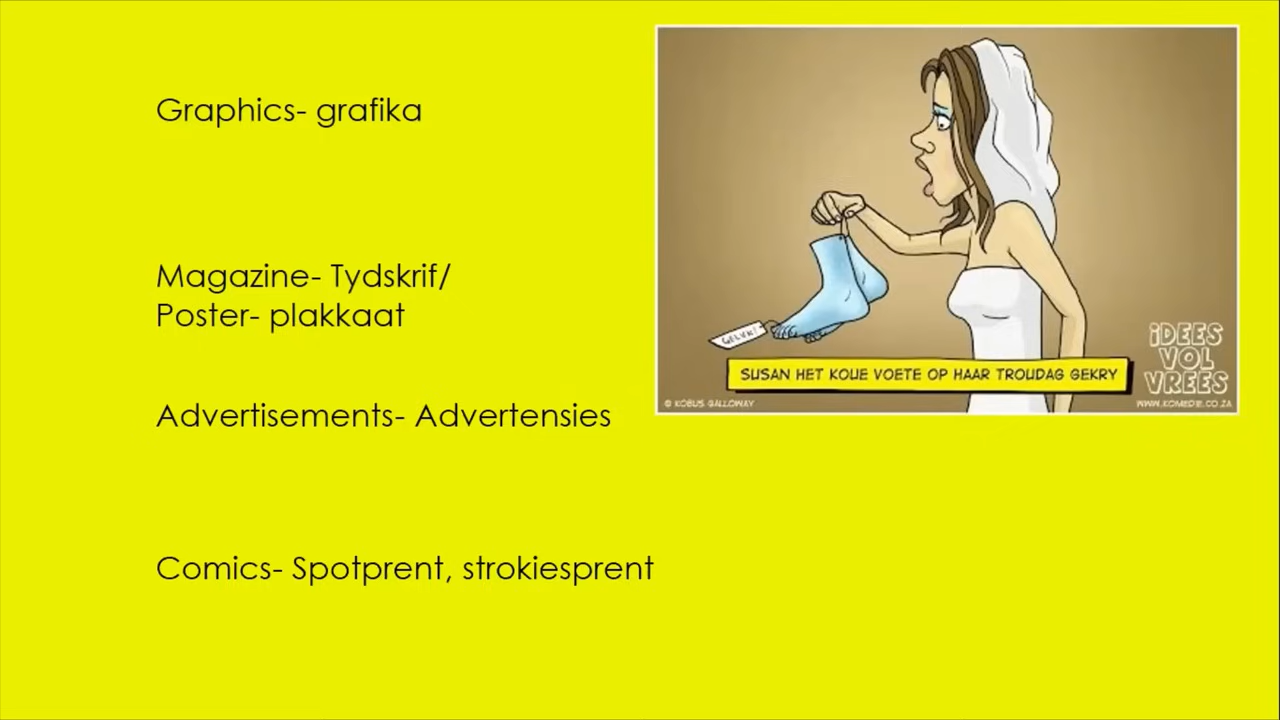 Graphics- grafika
Magazine- Tydskrif/
Poster- plakkaat
Advertisements- Advertensies
Comics- Spotprent, strokiesprent
GELUK!
SUSAN HET KOUE VOETE OP HAAR TROUDAG GEKRY
iDEES
VOL
VREES
© KOBUS GALLOWAY
WWW.KOMEDIE.CO.ZA